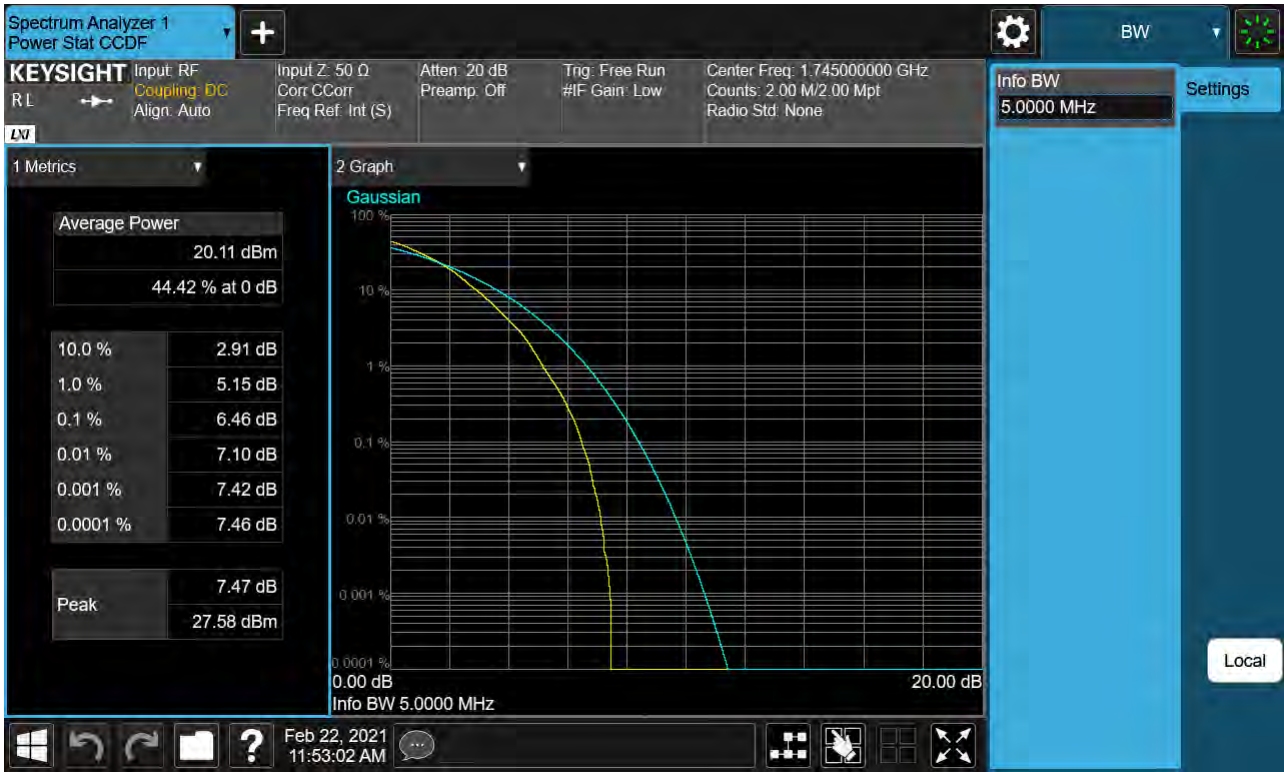 Spectrum Analyzer 1
Power Stat CCDF
BW
KEYSIGHT
R L
LXI
Input: RF
Coupling: DC
Align: Auto
Input Z: 50 Ω
Corr CCorr
Freq Ref: Int (S)
Atten: 20 dB
Preamp: Off
Trig: Free Run
#IF Gain: Low
Center Freq: 1.745000000 GHz
Counts: 2.00 M/2.00 Mpt
Radio Std: None
Info BW
5.0000 MHz
Settings
1 Metrics
Average Power
20.11 dBm
44.42 % at 0 dB
10.0 % 2.91 dB
1.0 % 5.15 dB
0.1 % 6.46 dB
0.01 % 7.10 dB
0.001 % 7.42 dB
0.0001 % 7.46 dB
Peak
7.47 dB
27.58 dBm
2 Graph
Gaussian
100 %
10 %
1 %
0.1 %
0.01 %
0.001 %
0.0001 %
0.00 dB 20.00 dB
Info BW 5.0000 MHz
Local
?
Feb 22, 2021
11:53:02 AM